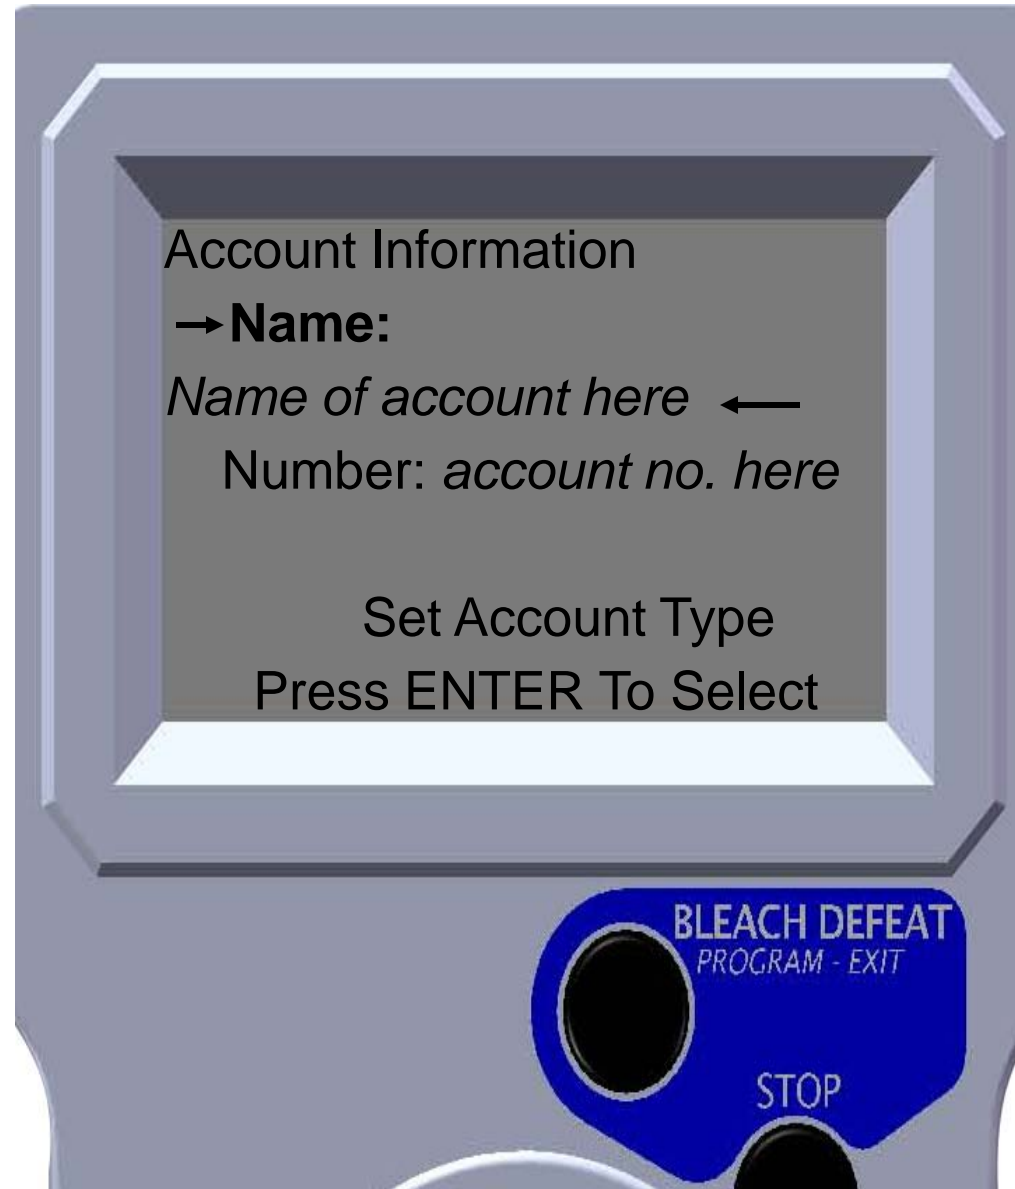 Account Information
→Name:
Name of account here ←
Number: account no. here
Set Account Type
Press ENTER To Select
BLEACH DEFEAT
PROGRAM - EXIT
STOP